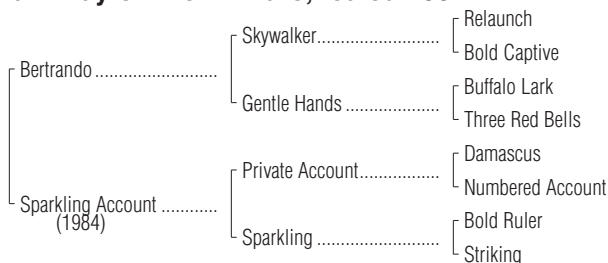 Relaunch
Skywalker....................
Bold Captive
Bertrando ........................
Buffalo Lark
Gentle Hands ...................
Three Red Bells
Damascus
Private Account................
Numbered Account
Sparkling Account ...........
(1984)
Bold Ruler
Sparkling .........................
Striking